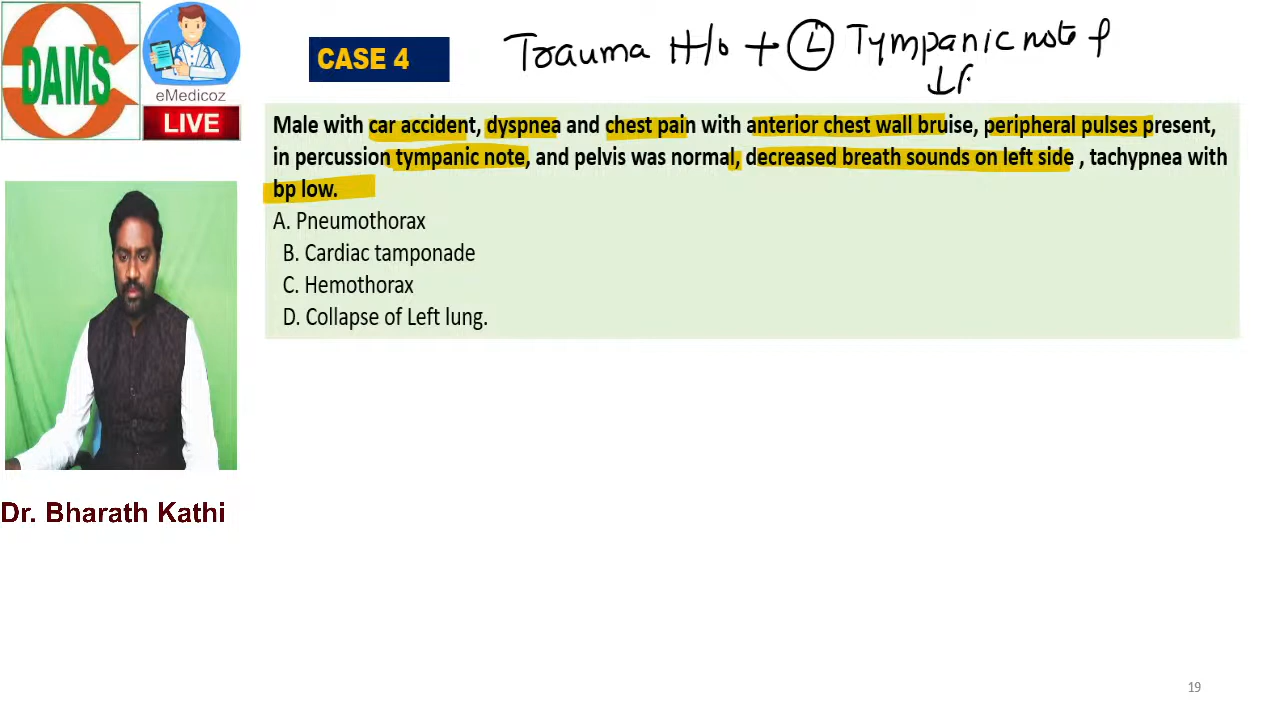 DAMS
eMedicoz
LIVE
CASE 4
Trauma H/o + (L) Tympanic note
Male with car accident, dyspnea and chest pain with anterior chest wall bruise, peripheral pulses present,
in percussion tympanic note, and pelvis was normal, decreased breath sounds on left side , tachypnea with
bp low.
A. Pneumothorax
B. Cardiac tamponade
C. Hemothorax
D. Collapse of Left lung.
Dr. Bharath Kathi
19